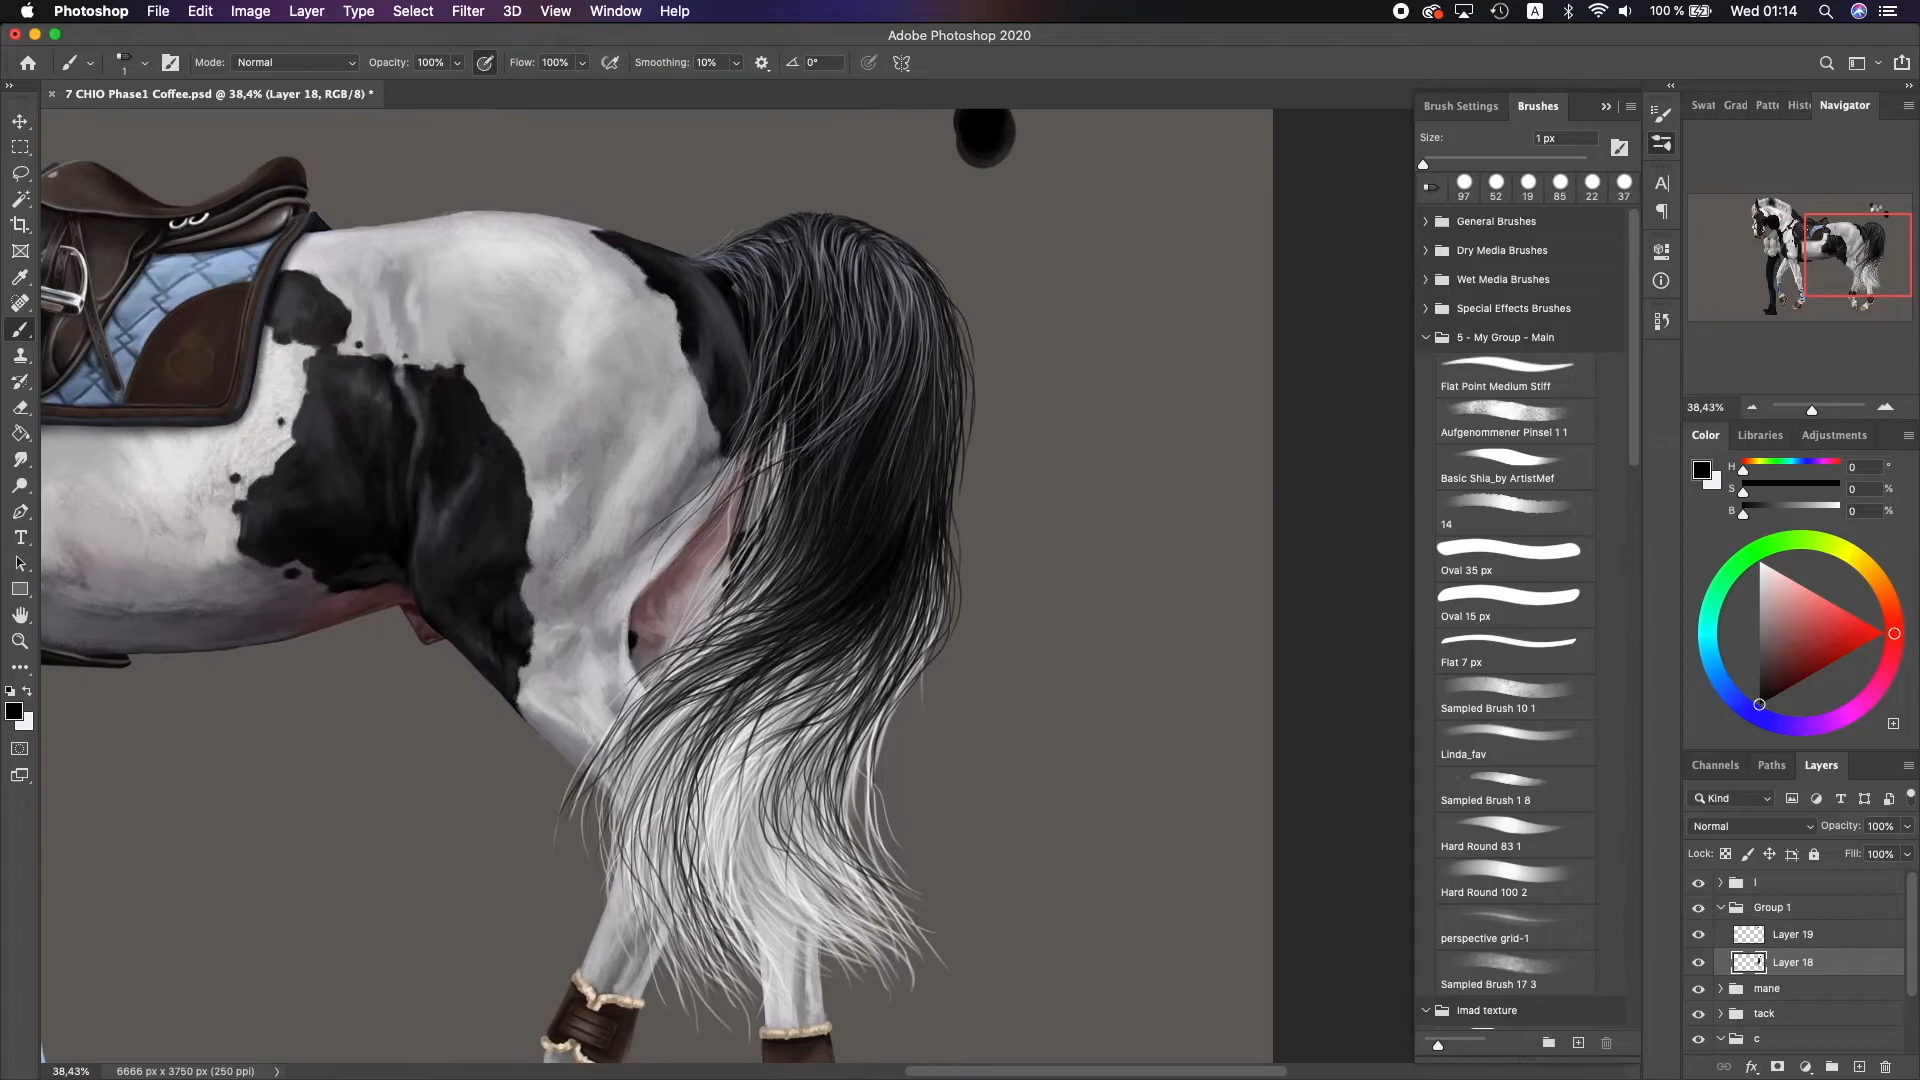 Photoshop File Edit Image Layer Type Select Filter 3D View Window Help A 100 % Wed 01:14
Adobe Photoshop 2020
1 Mode: Normal Opacity: 100% Flow: 100% Smoothing: 10% 0°
7 CHIO Phase1 Coffee.psd @ 38,4% (Layer 18, RGB/8) *
Brush Settings Brushes
Size: 1 px
97 52 19 85 22 37
General Brushes
Dry Media Brushes
Wet Media Brushes
Special Effects Brushes
5 - My Group - Main
Flat Point Medium Stiff
Aufgenommener Pinsel 1 1
Basic Shia_by ArtistMef
14
Oval 35 px
Oval 15 px
Flat 7 px
Sampled Brush 10 1
Linda_fav
Sampled Brush 1 8
Hard Round 83 1
Hard Round 100 2
perspective grid-1
Sampled Brush 17 3
Imad texture
Swat Grad Patte Histo Navigator
38,43%
Color Libraries Adjustments
H 0 °
S 0 %
B 0 %
Channels Paths Layers
Kind
Normal Opacity: 100%
Lock: Fill: 100%
l
Group 1
Layer 19
Layer 18
mane
tack
c
38,43% 6666 px x 3750 px (250 ppi)